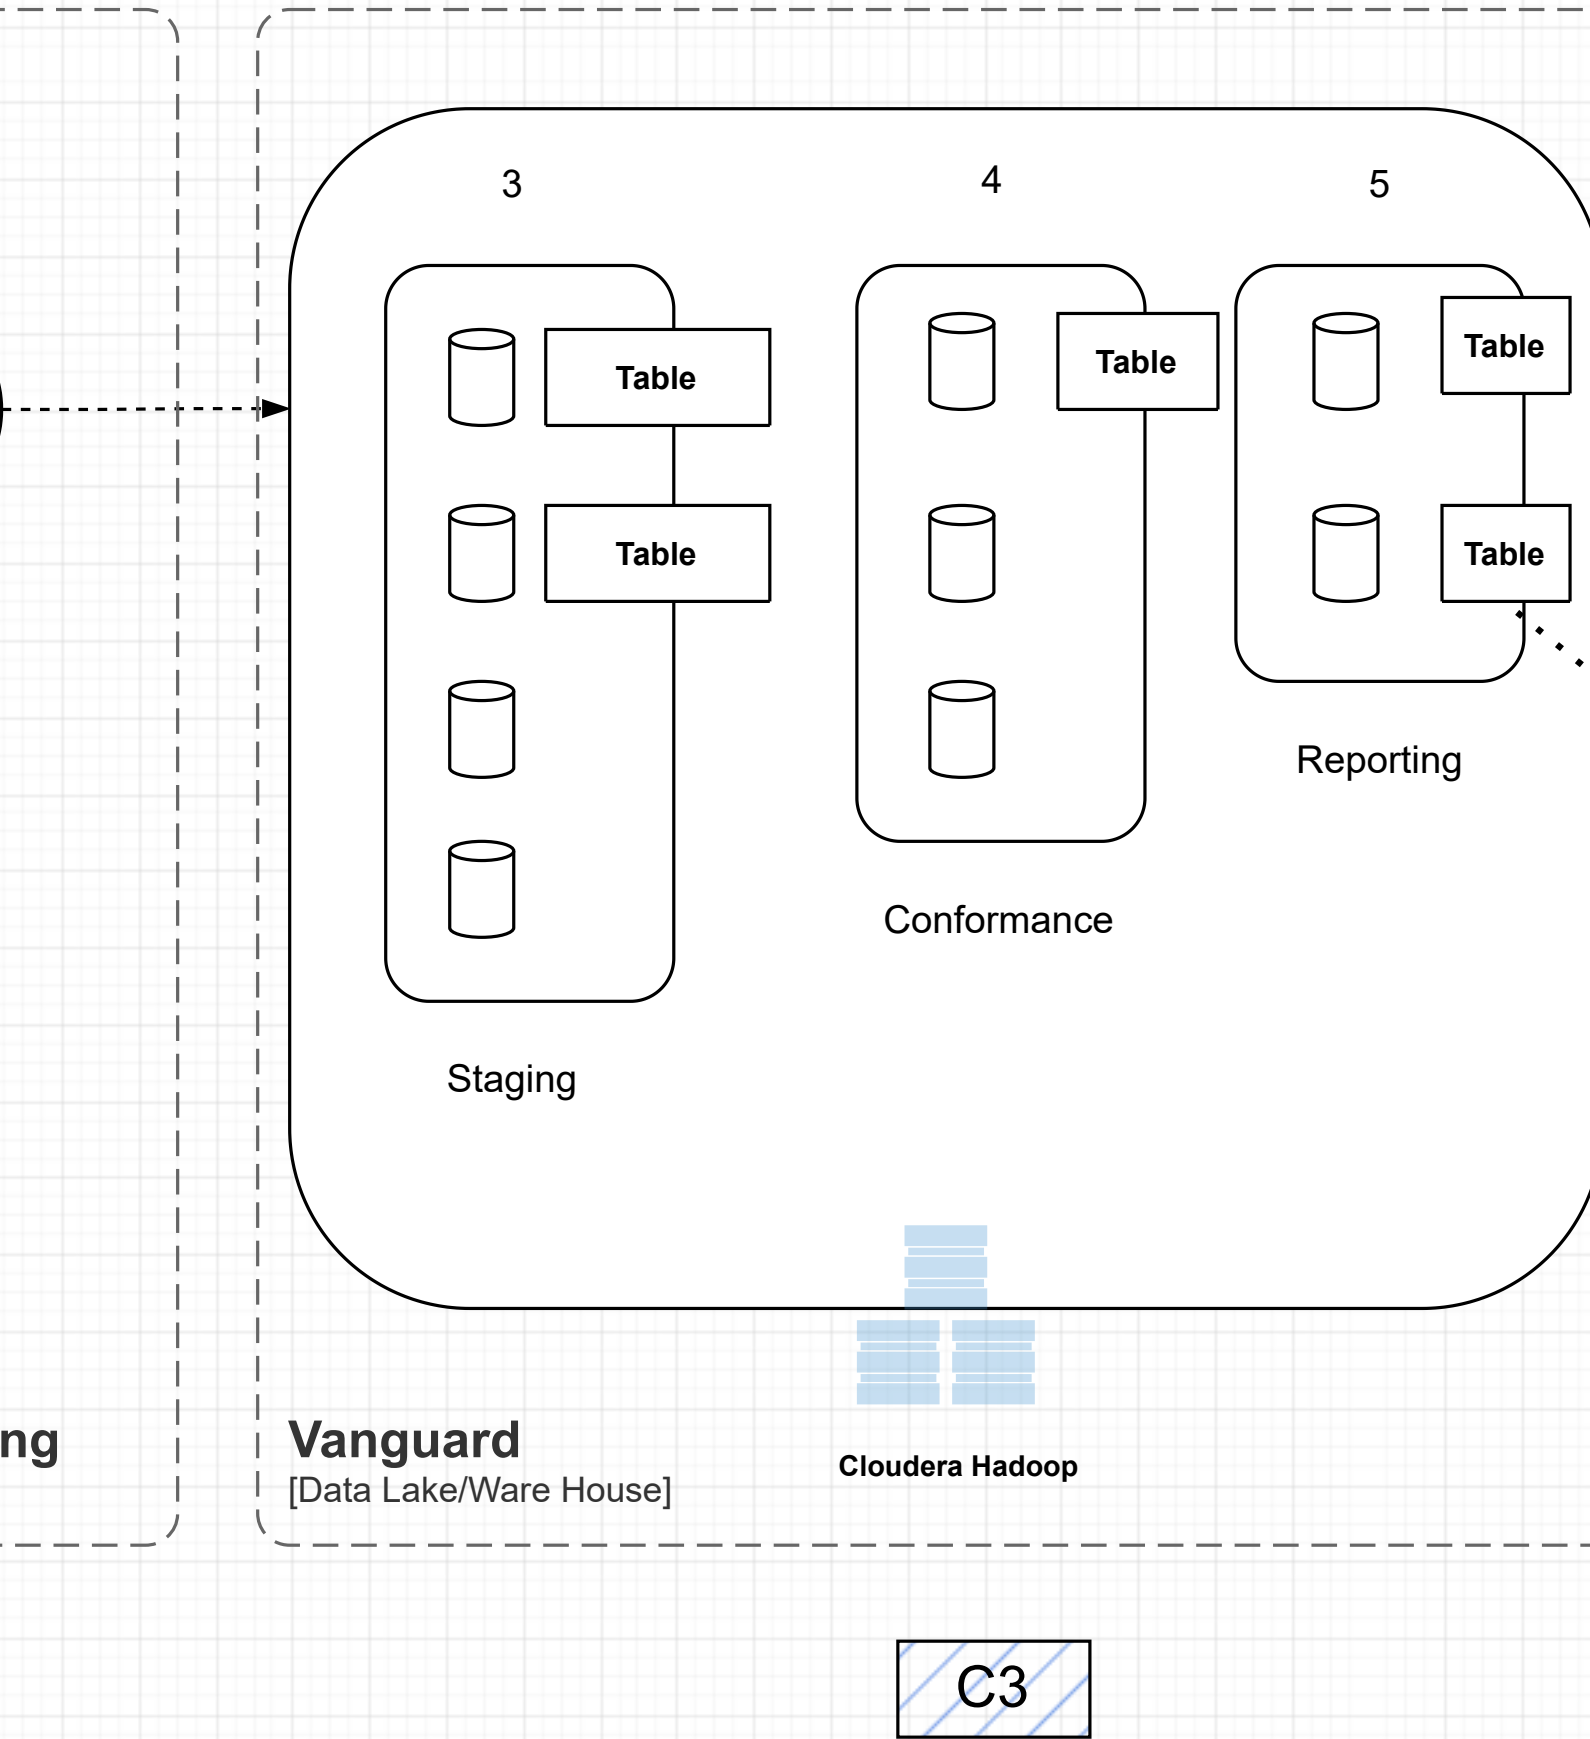 3
4
5
Table
Table
Table
Table
Table
Reporting
Conformance
Staging
ng
Vanguard
[Data Lake/Ware House]
Cloudera Hadoop
C3